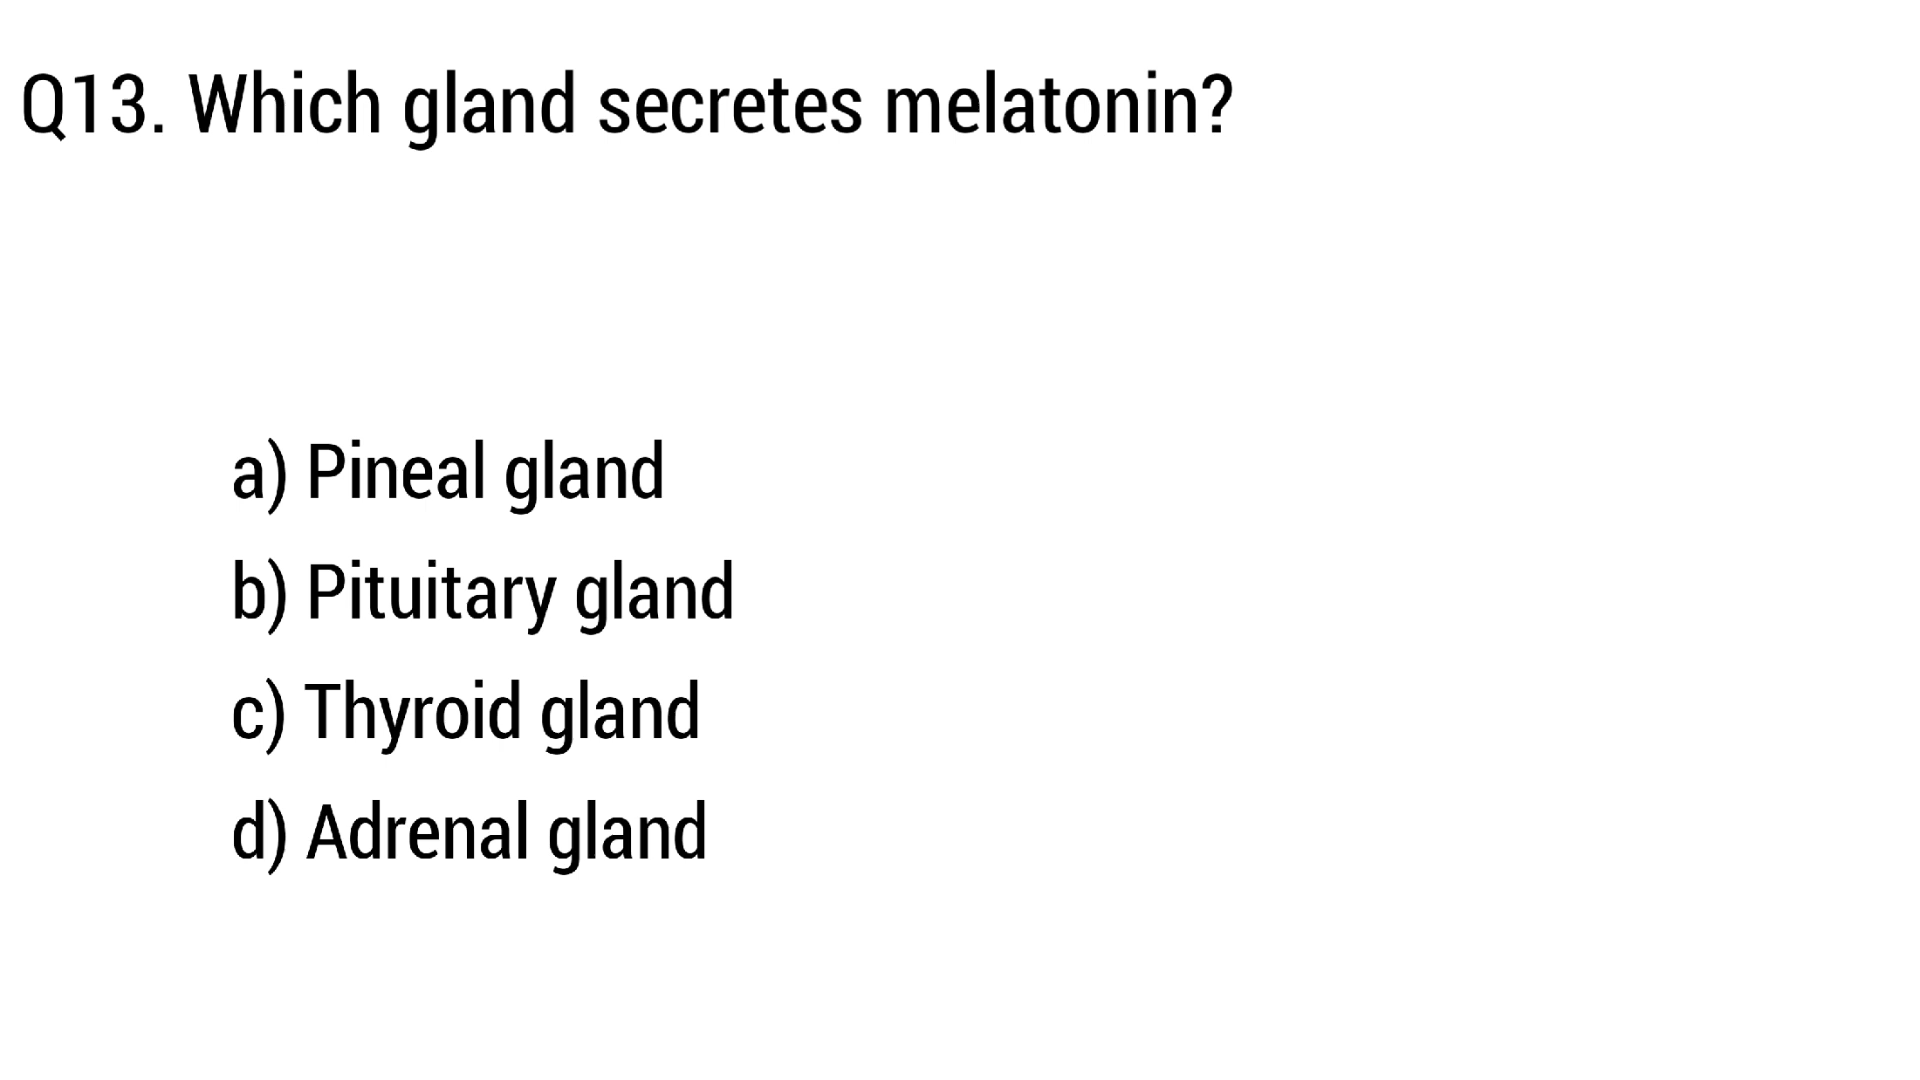 Q13. Which gland secretes melatonin?
a) Pineal gland
b) Pituitary gland
c) Thyroid gland
d) Adrenal gland